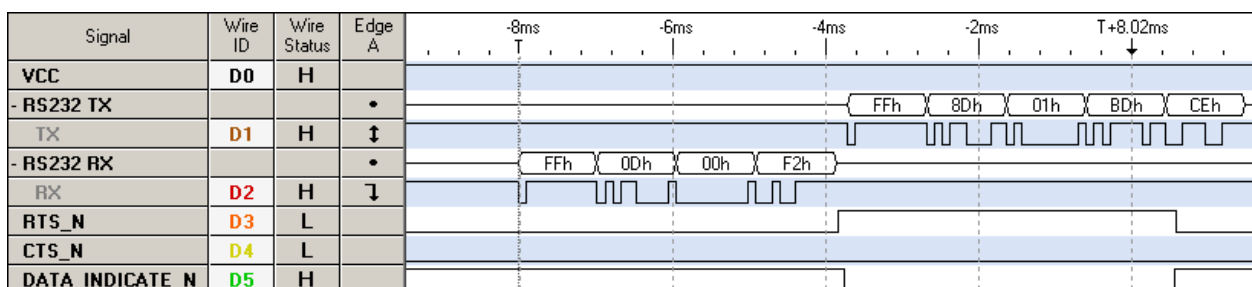 Signal Wire ID Wire Status Edge A -8ms -6ms -4ms -2ms T+8.02ms
T
VCC D0 H
- RS232 TX • FFh 8Dh 01h BDh CEh
TX D1 H
- RS232 RX • FFh 0Dh 00h F2h
RX D2 H
RTS_N D3 L
CTS_N D4 L
DATA INDICATE N D5 H